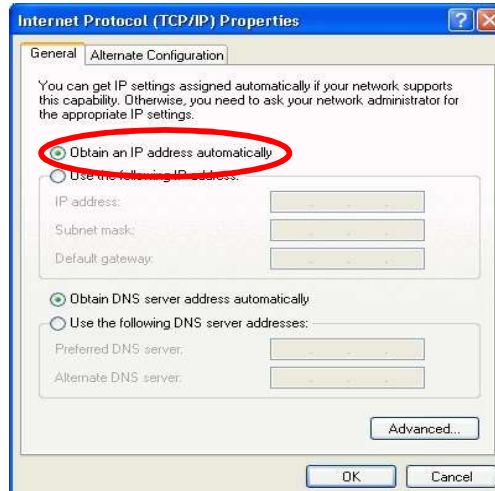 Internet Protocol (TCP/IP) Properties
General
Alternate Configuration
You can get IP settings assigned automatically if your network supports
this capability. Otherwise, you need to ask your network administrator for
the appropriate IP settings.
Obtain an IP address automatically
Use the following IP address:
IP address:
Subnet mask:
Default gateway:
Obtain DNS server address automatically
Use the following DNS server addresses:
Preferred DNS server:
Alternate DNS server:
Advanced...
OK
Cancel